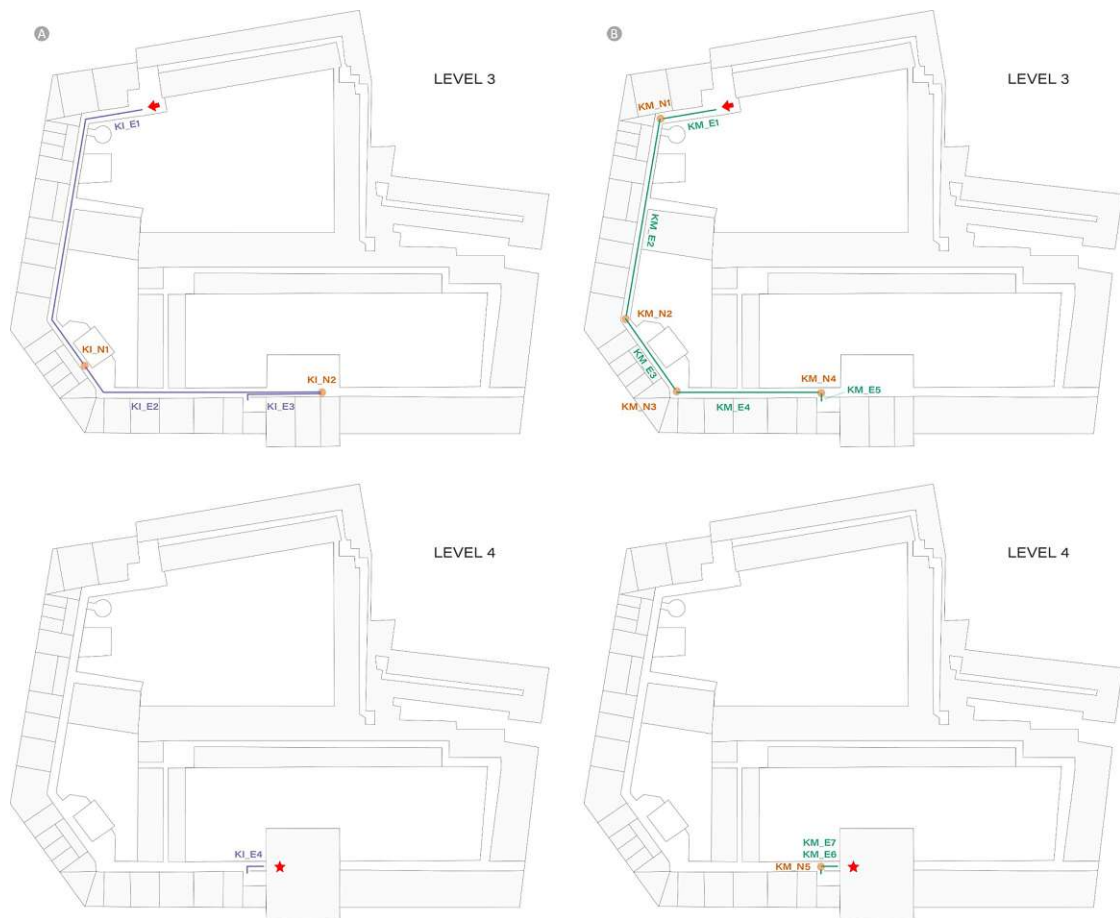 A
LEVEL 3
KI_E1
KI_N1
KI_N2
KI_E2
KI_E3
B
LEVEL 3
KM_N1
KM_E1
KM_E2
KM_N2
KM_E3
KM_N4
KM_E5
KM_N3
KM_E4
LEVEL 4
KI_E4
LEVEL 4
KM_E7
KM_E6
KM_N5